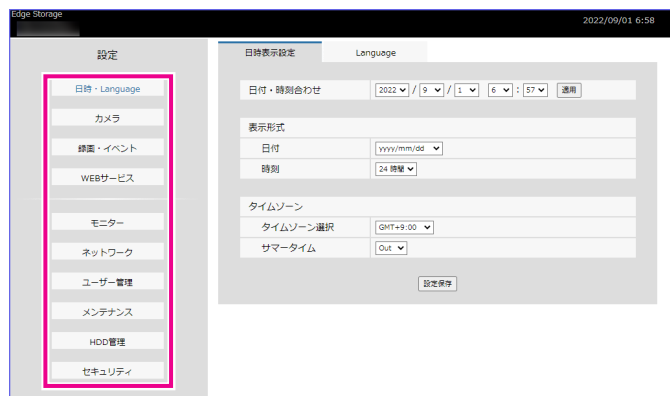 Edge Storage
2022/09/01 6:58
設定
日時・Language
カメラ
録画・イベント
WEBサービス
モニター
ネットワーク
ユーザー管理
メンテナンス
HDD管理
セキュリティ
日時表示設定 Language
日付・時刻合わせ 2022 / 9 / 1 6 : 57 適用
表示形式
日付 yyyy/mm/dd
時刻 24 時間
タイムゾーン
タイムゾーン選択 GMT+9:00
サマータイム Out
設定保存